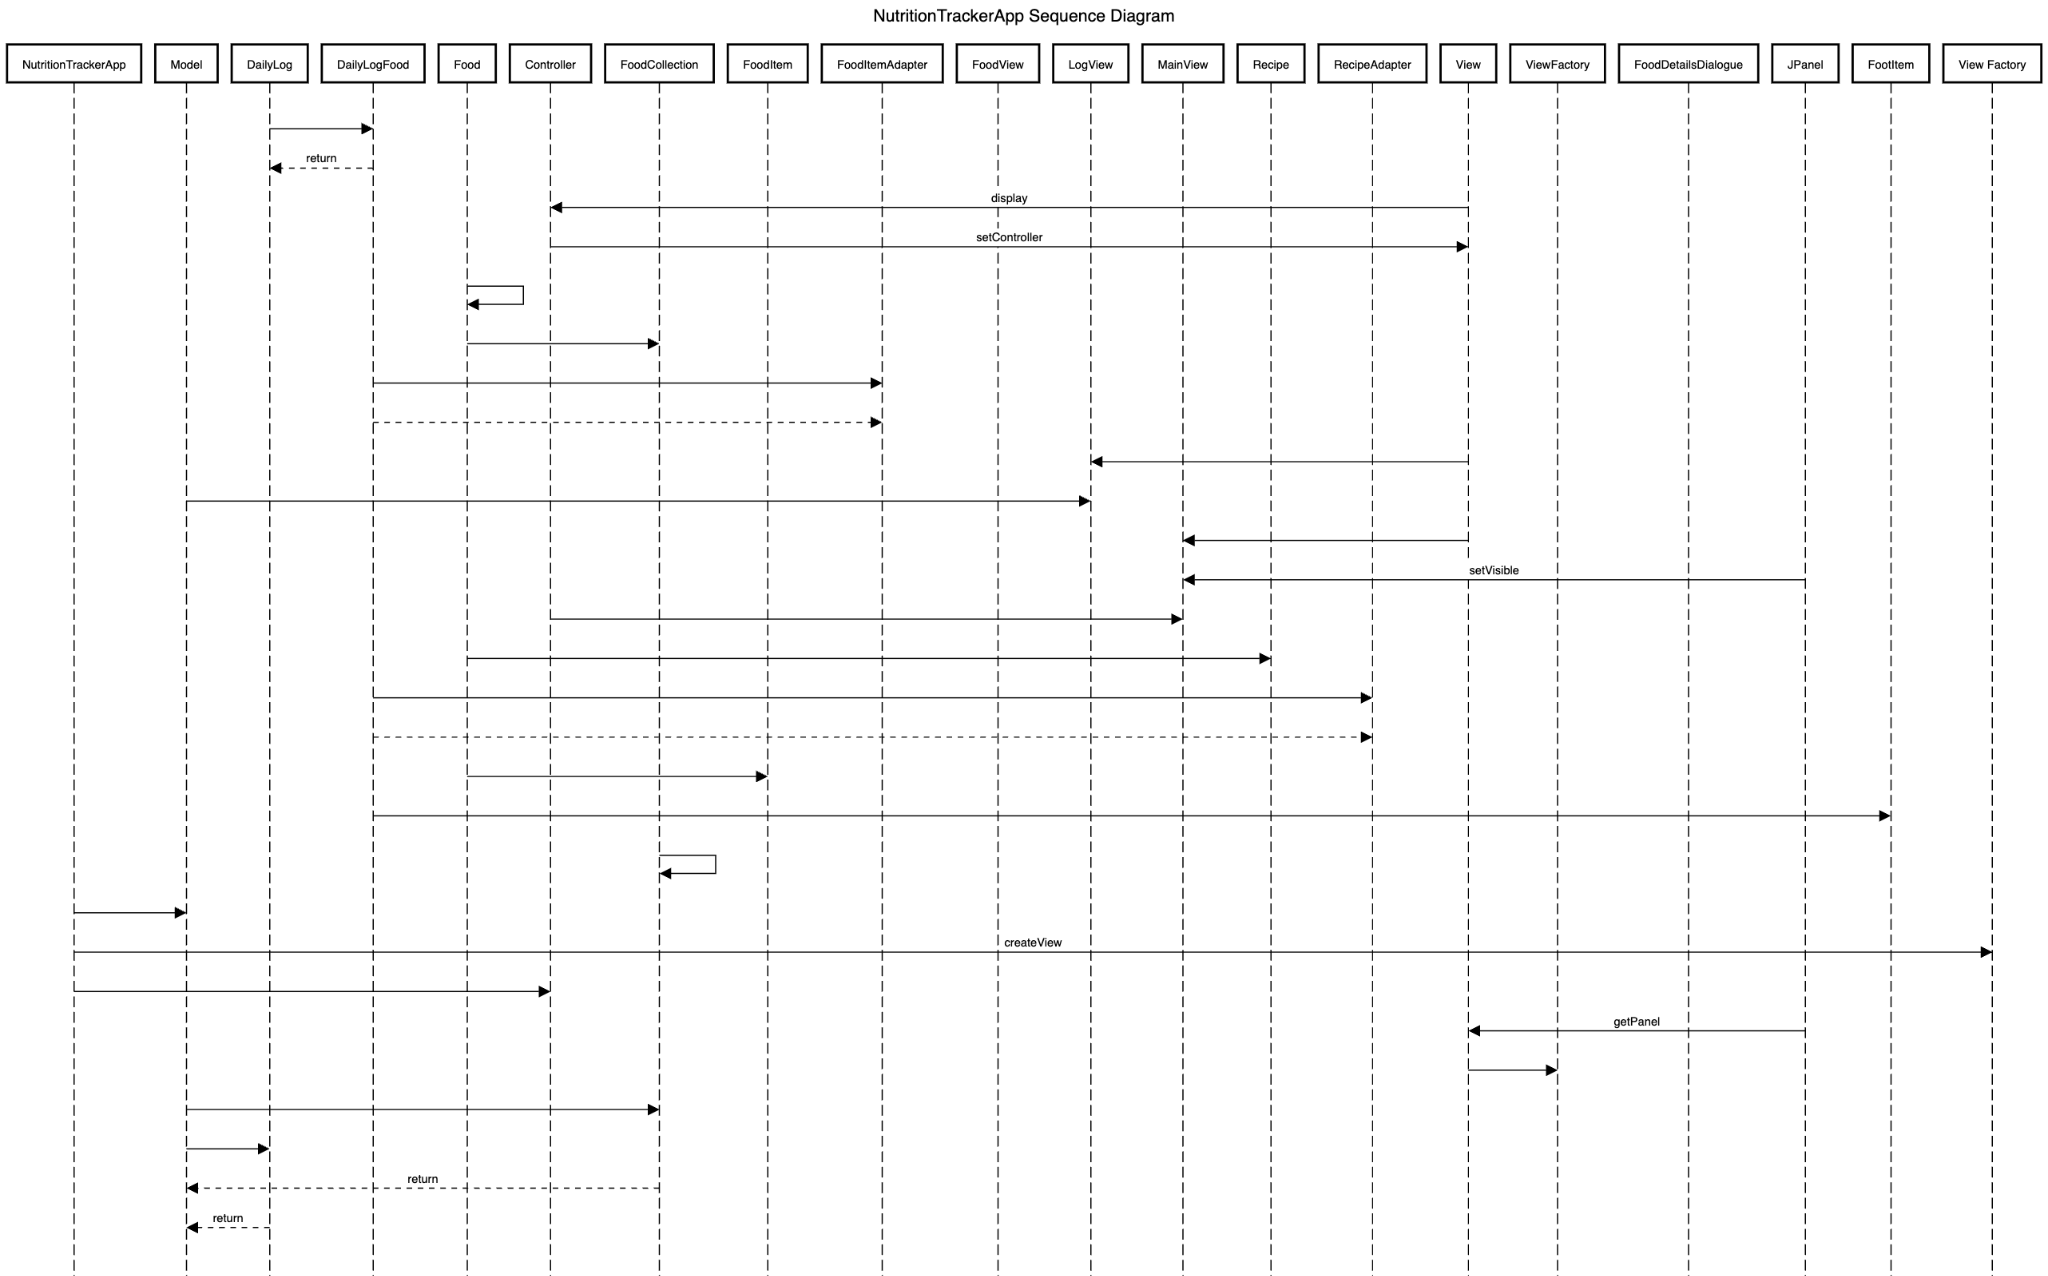 NutritionTrackerApp Sequence Diagram
NutritionTrackerApp
Model
DailyLog
DailyLogFood
Food
Controller
FoodCollection
FoodItem
FoodItemAdapter
FoodView
LogView
MainView
Recipe
RecipeAdapter
View
ViewFactory
FoodDetailsDialogue
JPanel
FootItem
View Factory
return
display
setController
setVisible
createView
getPanel
return
return